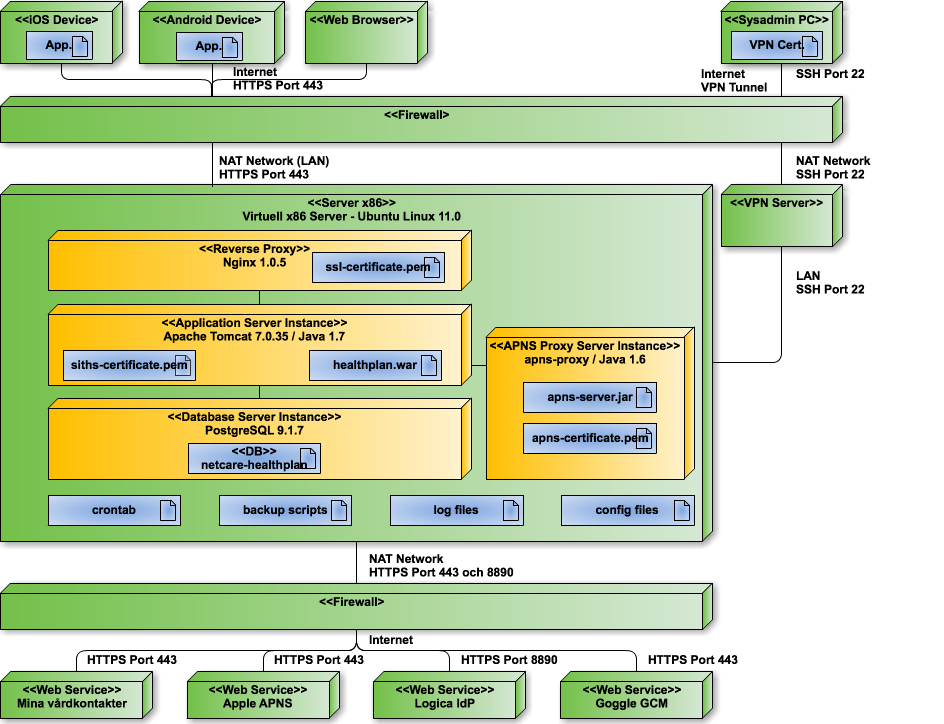 <<iOS Device>
App.
<<Android Device>
App.
<<Web Browser>>
<<Sysadmin PC>>
VPN Cert.
Internet
HTTPS Port 443
Internet
VPN Tunnel
SSH Port 22
<<Firewall>
NAT Network (LAN)
HTTPS Port 443
NAT Network
SSH Port 22
<<Server x86>>
Virtuell x86 Server - Ubuntu Linux 11.0
<<VPN Server>>
<<Reverse Proxy>>
Nginx 1.0.5
ssl-certificate.pem
LAN
SSH Port 22
<<Application Server Instance>>
Apache Tomcat 7.0.35 / Java 1.7
siths-certificate.pem
healthplan.war
<<APNS Proxy Server Instance>>
apns-proxy / Java 1.6
apns-server.jar
apns-certificate.pem
<<Database Server Instance>>
PostgreSQL 9.1.7
<<DB>>
netcare-healthplan
crontab
backup scripts
log files
config files
NAT Network
HTTPS Port 443 och 8890
<<Firewall>
Internet
HTTPS Port 443
HTTPS Port 443
HTTPS Port 8890
HTTPS Port 443
<<Web Service>>
Mina vårdkontakter
<<Web Service>>
Apple APNS
<<Web Service>>
Logica IdP
<<Web Service>>
Goggle GCM